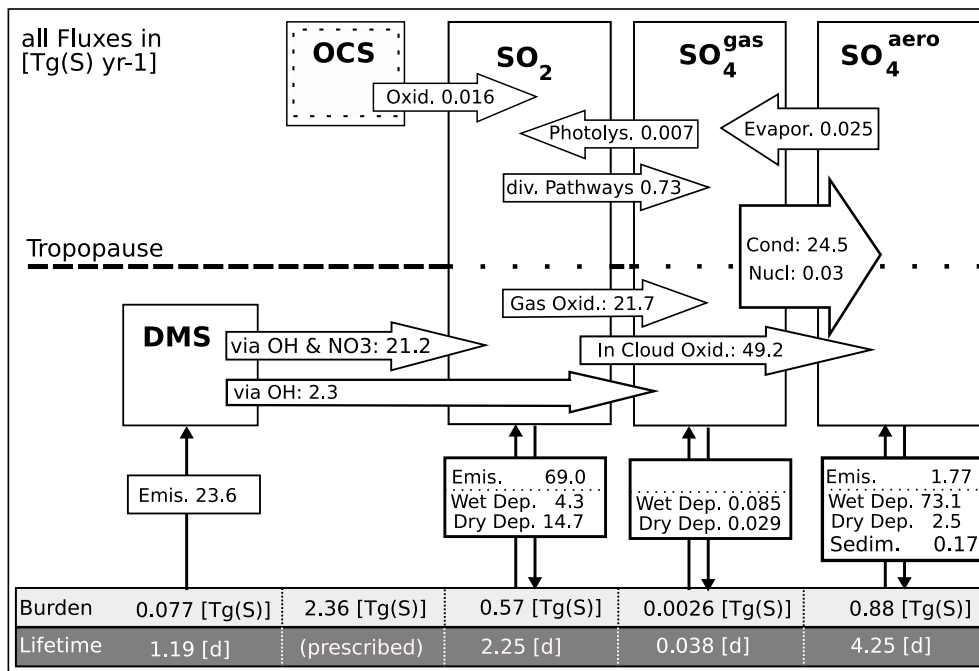 all Fluxes in
[Tg(S) yr-1]
OCS
SO2
SO4gas
SO4aero
Oxid. 0.016
Photolys. 0.007
Evapor. 0.025
div. Pathways 0.73
Tropopause
Cond: 24.5
Nucl: 0.03
Gas Oxid.: 21.7
DMS
via OH & NO3: 21.2
In Cloud Oxid.: 49.2
via OH: 2.3
Emis. 23.6
Emis. 69.0
Wet Dep. 4.3
Dry Dep. 14.7
Wet Dep. 0.085
Dry Dep. 0.029
Emis. 1.77
Wet Dep. 73.1
Dry Dep. 2.5
Sedim. 0.17
Burden 0.077 [Tg(S)] 2.36 [Tg(S)] 0.57 [Tg(S)] 0.0026 [Tg(S)] 0.88 [Tg(S)]
Lifetime 1.19 [d] (prescribed) 2.25 [d] 0.038 [d] 4.25 [d]